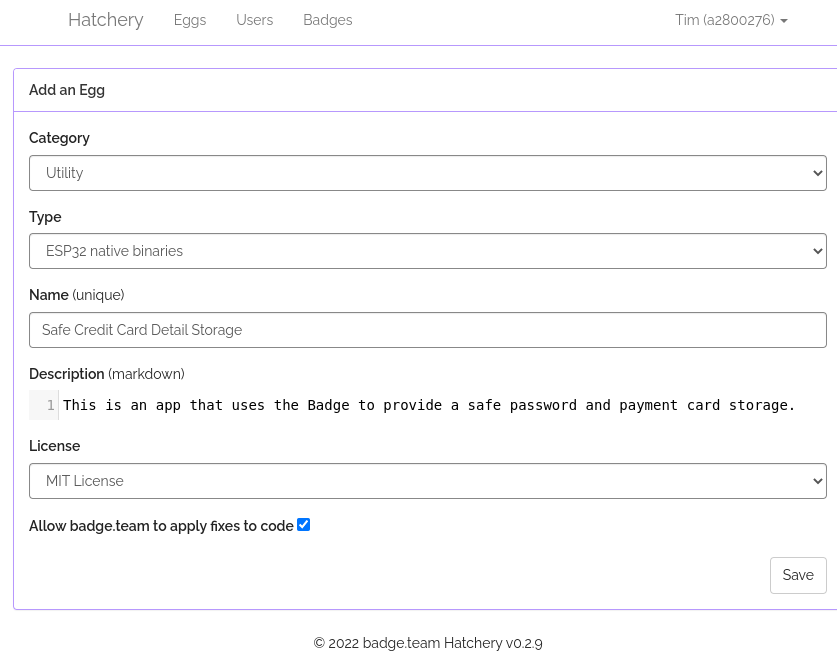 Hatchery Eggs Users Badges Tim (a2800276)
Add an Egg
Category
Utility
Type
ESP32 native binaries
Name (unique)
Safe Credit Card Detail Storage
Description (markdown)
1 This is an app that uses the Badge to provide a safe password and payment card storage.
License
MIT License
Allow badge.team to apply fixes to code
Save
© 2022 badge.team Hatchery v0.2.9